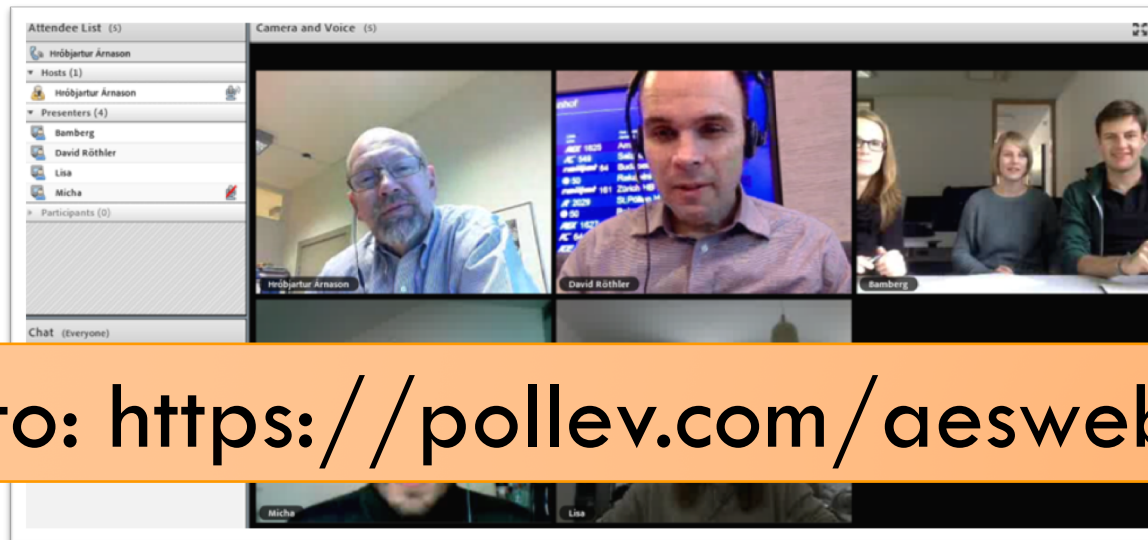 Attendee List (5)
Hróbjartur Árnason
Hosts (1)
Hróbjartur Árnason
Presenters (4)
Bamberg
David Röthler
Lisa
Micha
Participants (0)
Chat (Everyone)
Camera and Voice (5)
Hróbjartur Árnason
David Röthler
Bamberg
to: https://pollev.com/aesweb
Micha
Lisa